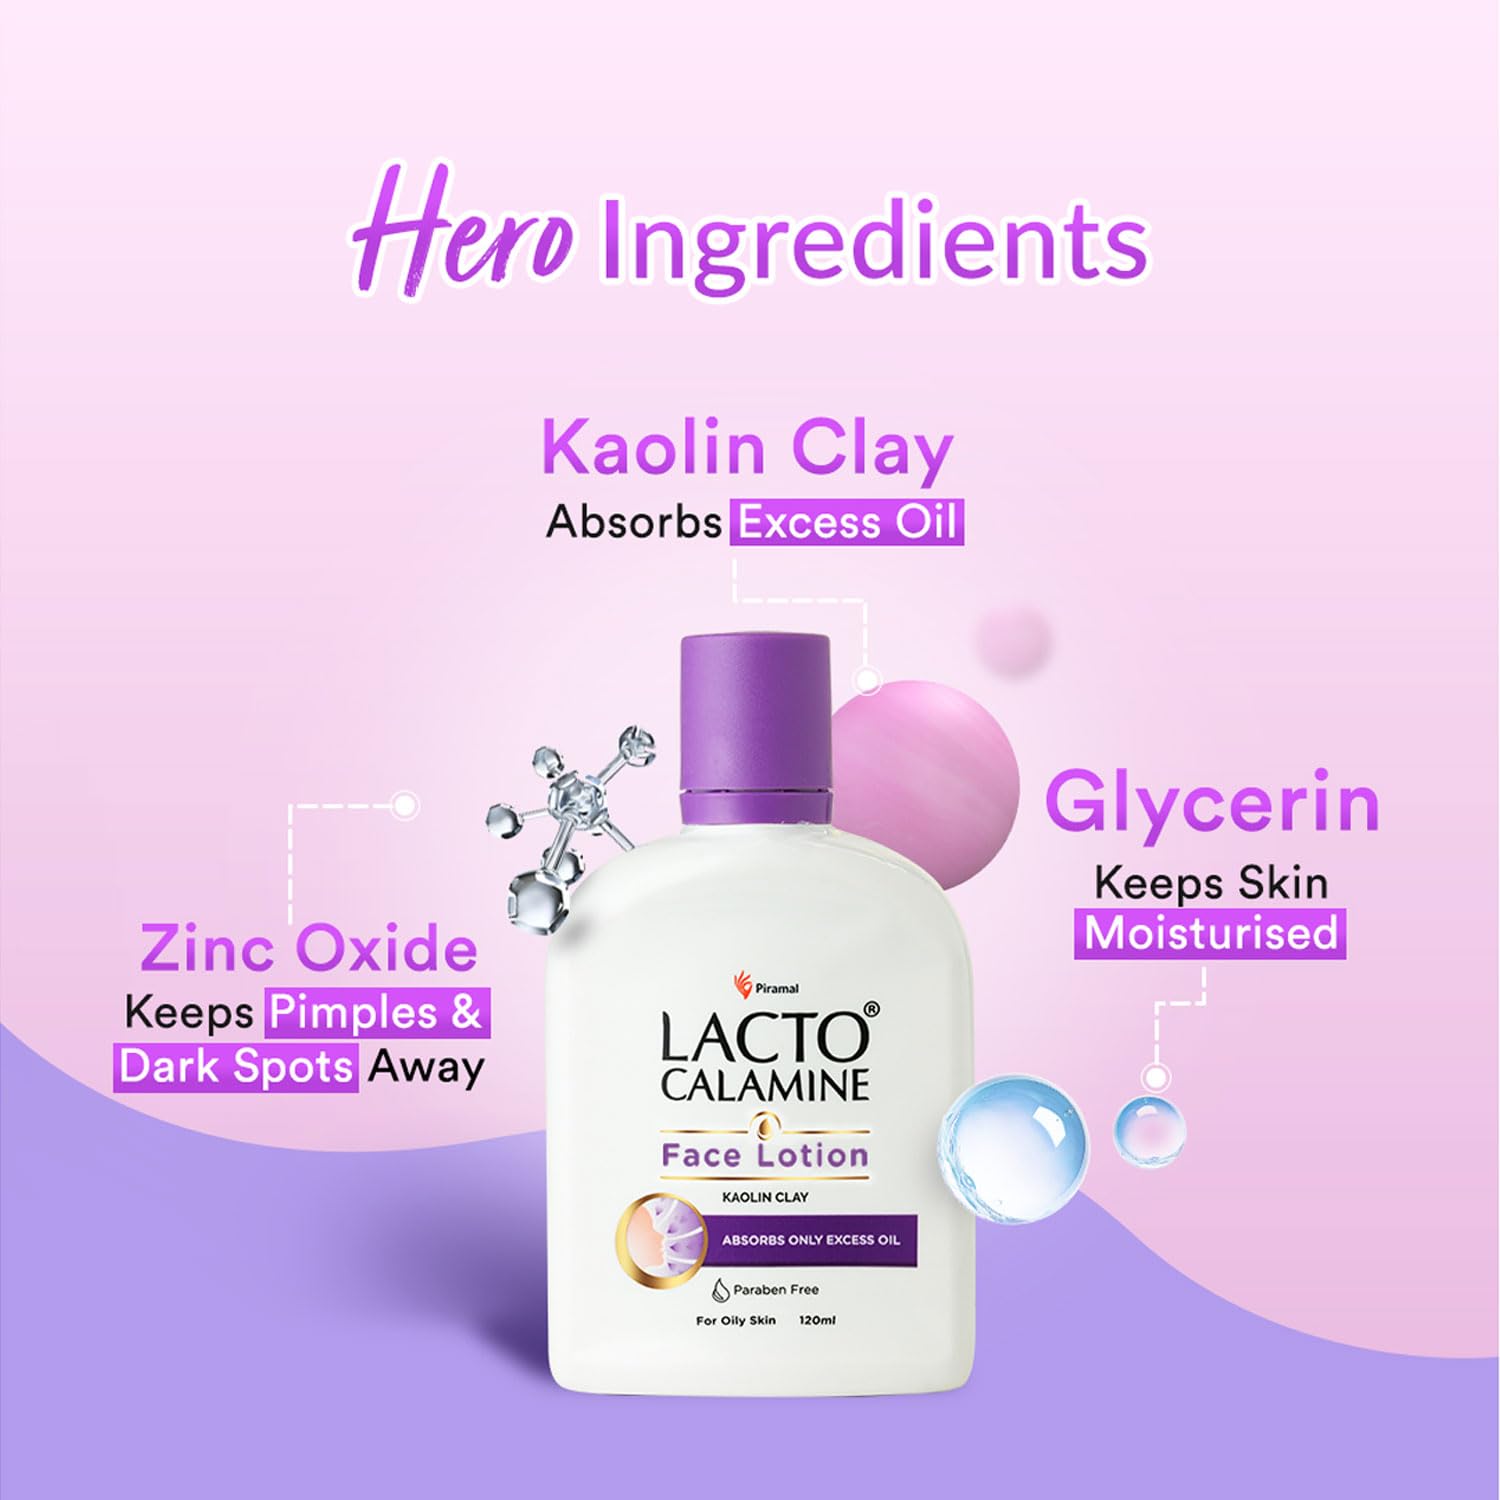 Hero Ingredients
Kaolin Clay
Absorbs Excess Oil
Glycerin
Keeps Skin
Moisturised
Zinc Oxide
Keeps Pimples &
Dark Spots Away
Piramal
LACTO®
CALAMINE
Face Lotion
KAOLIN CLAY
ABSORBS ONLY EXCESS OIL
Paraben Free
For Oily Skin 120ml